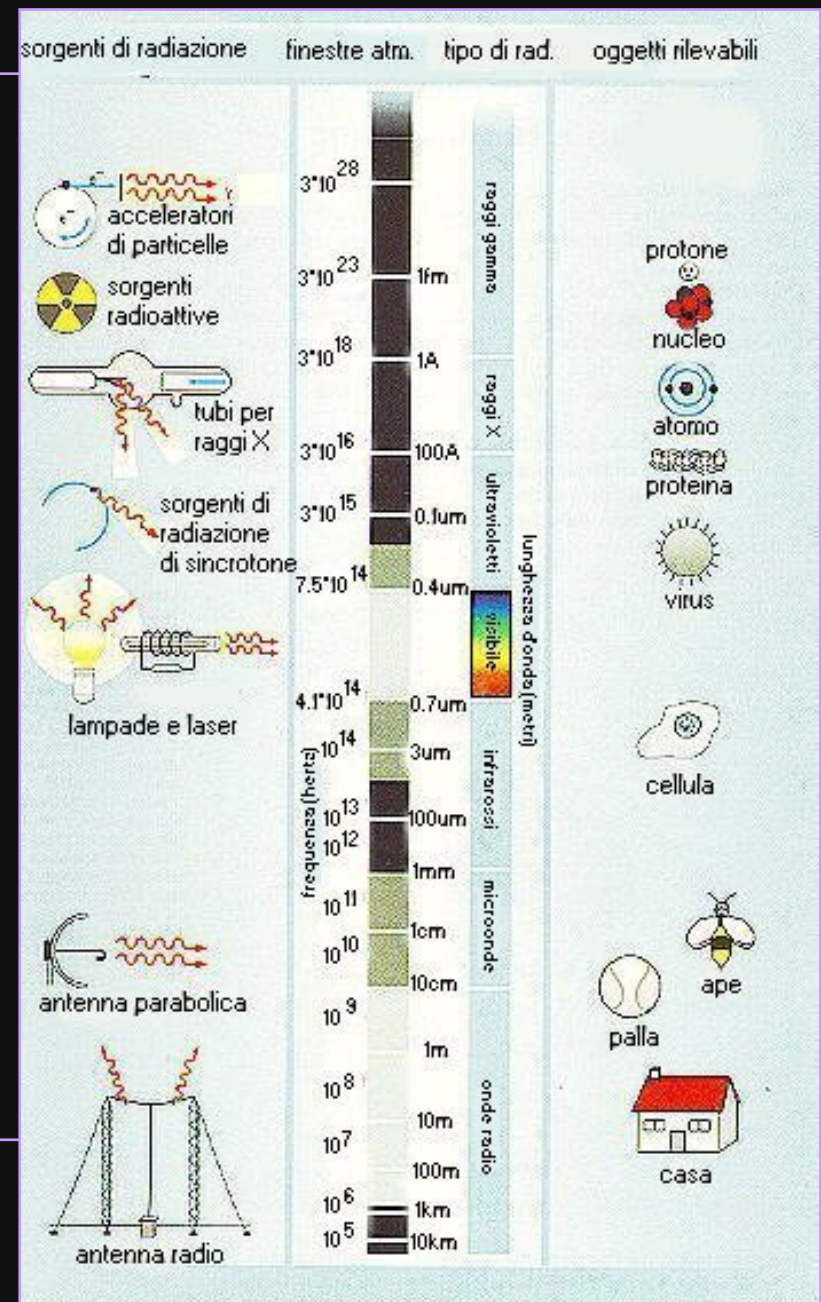 sorgenti di radiazione
finestre atm.
tipo di rad.
oggetti rilevabili
e-
γ
e-
acceleratori
di particelle
sorgenti
radioattive
tubi per
raggi X
sorgenti di
radiazione
di sincrotone
lampade e laser
antenna parabolica
antenna radio
frequenza (hertz)
3*10^28
3*10^23
3*10^18
3*10^16
3*10^15
7.5*10^14
4.1*10^14
10^14
10^13
10^12
10^11
10^10
10^9
10^8
10^7
10^6
10^5
1fm
1A
100A
0.1um
0.4um
0.7um
3um
100um
1mm
1cm
10cm
1m
10m
100m
1km
10km
raggi gamma
raggi X
ultravioletti
visibile
infrarossi
microonde
onde radio
lunghezza d'onda (metri)
protone
nucleo
atomo
proteina
virus
cellula
ape
palla
casa